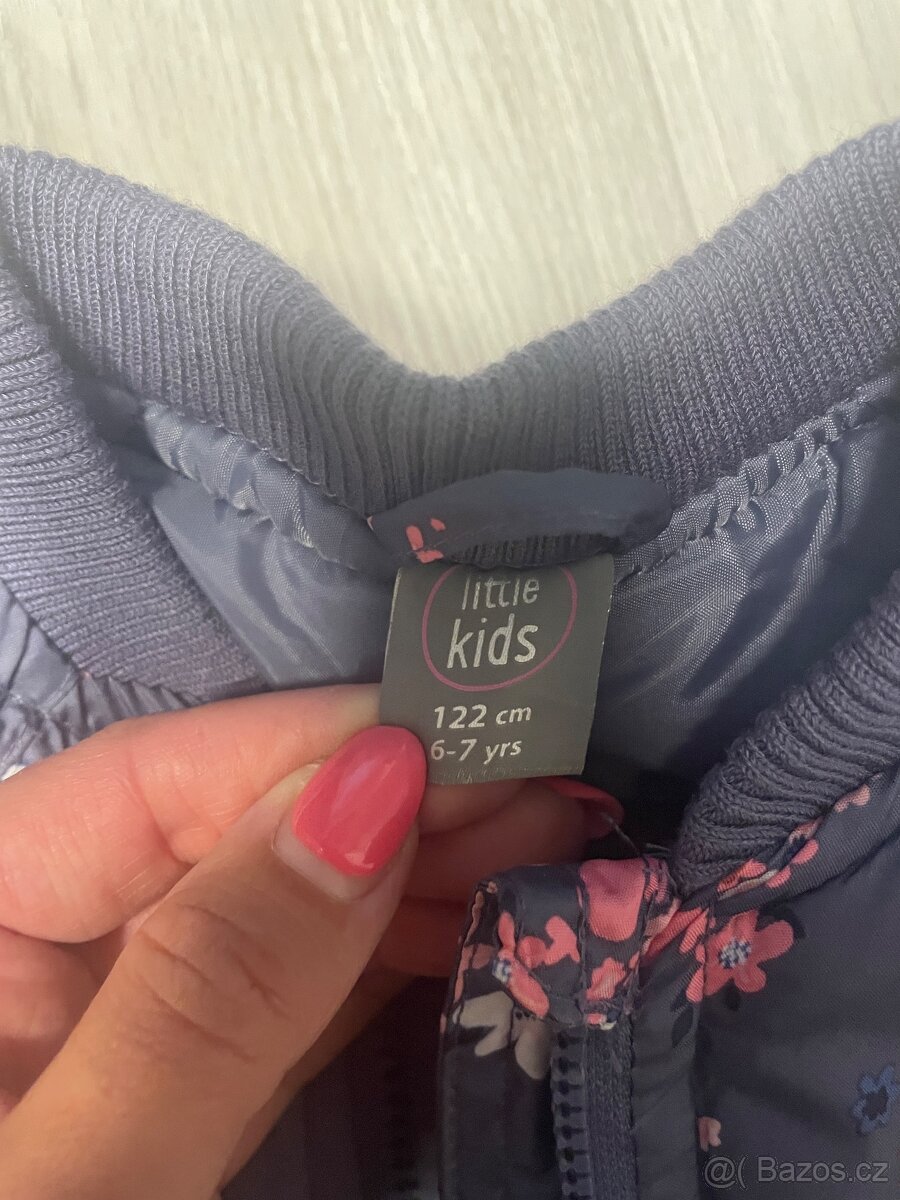 little
kids
122 cm
6-7 yrs
@( Bazos.cz